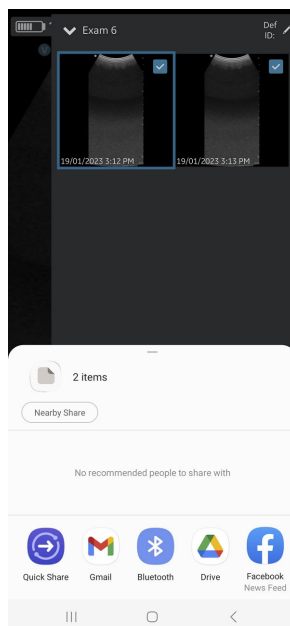 Exam 6
Def
ID:
19/01/2023 3:12 PM
19/01/2023 3:13 PM
2 items
Nearby Share
No recommended people to share with
Quick Share
Gmail
Bluetooth
Drive
Facebook
News Feed